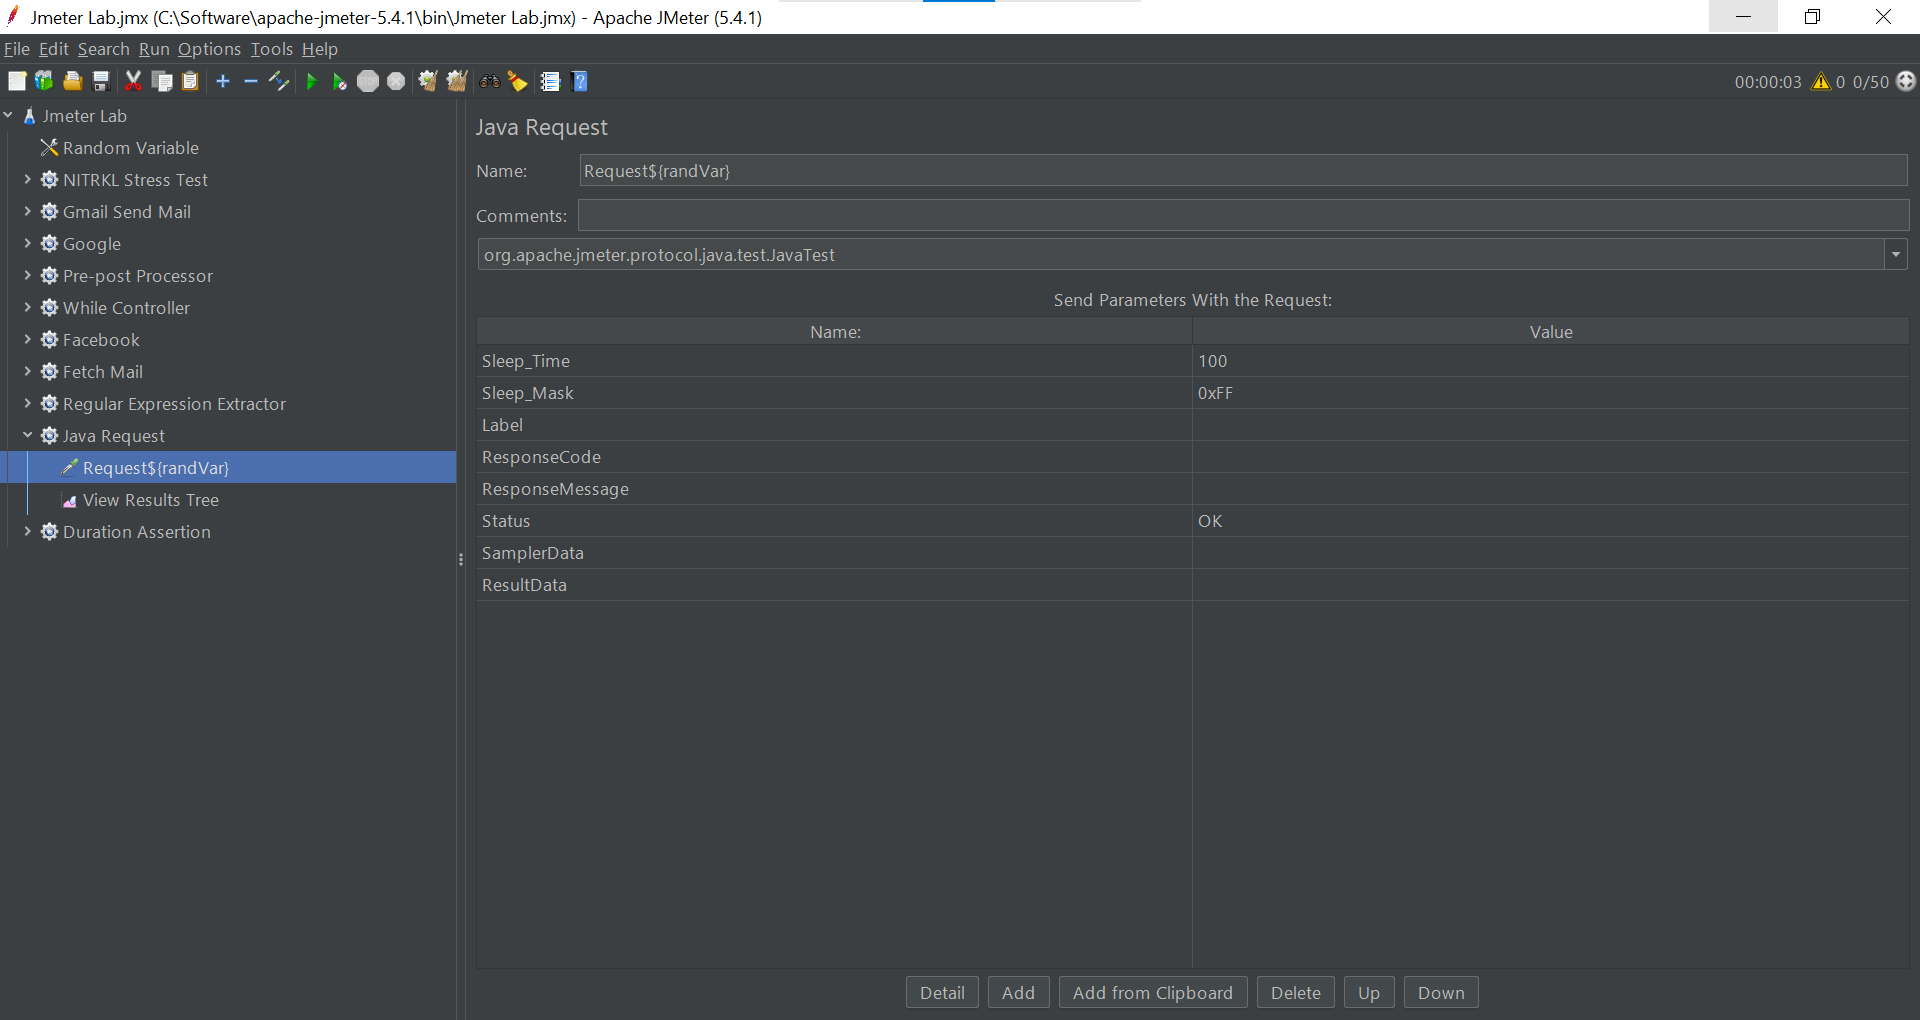 Jmeter Lab.jmx (C:\Software\apache-jmeter-5.4.1\bin\Jmeter Lab.jmx) - Apache JMeter (5.4.1)
File Edit Search Run Options Tools Help
00:00:03 0 0/50
Jmeter Lab
Random Variable
NITRKL Stress Test
Gmail Send Mail
Google
Pre-post Processor
While Controller
Facebook
Fetch Mail
Regular Expression Extractor
Java Request
Request${randVar}
View Results Tree
Duration Assertion
Java Request
Name: Request${randVar}
Comments:
org.apache.jmeter.protocol.java.test.JavaTest
Send Parameters With the Request:
Name: Value
Sleep_Time 100
Sleep_Mask 0xFF
Label
ResponseCode
ResponseMessage
Status OK
SamplerData
ResultData
Detail Add Add from Clipboard Delete Up Down